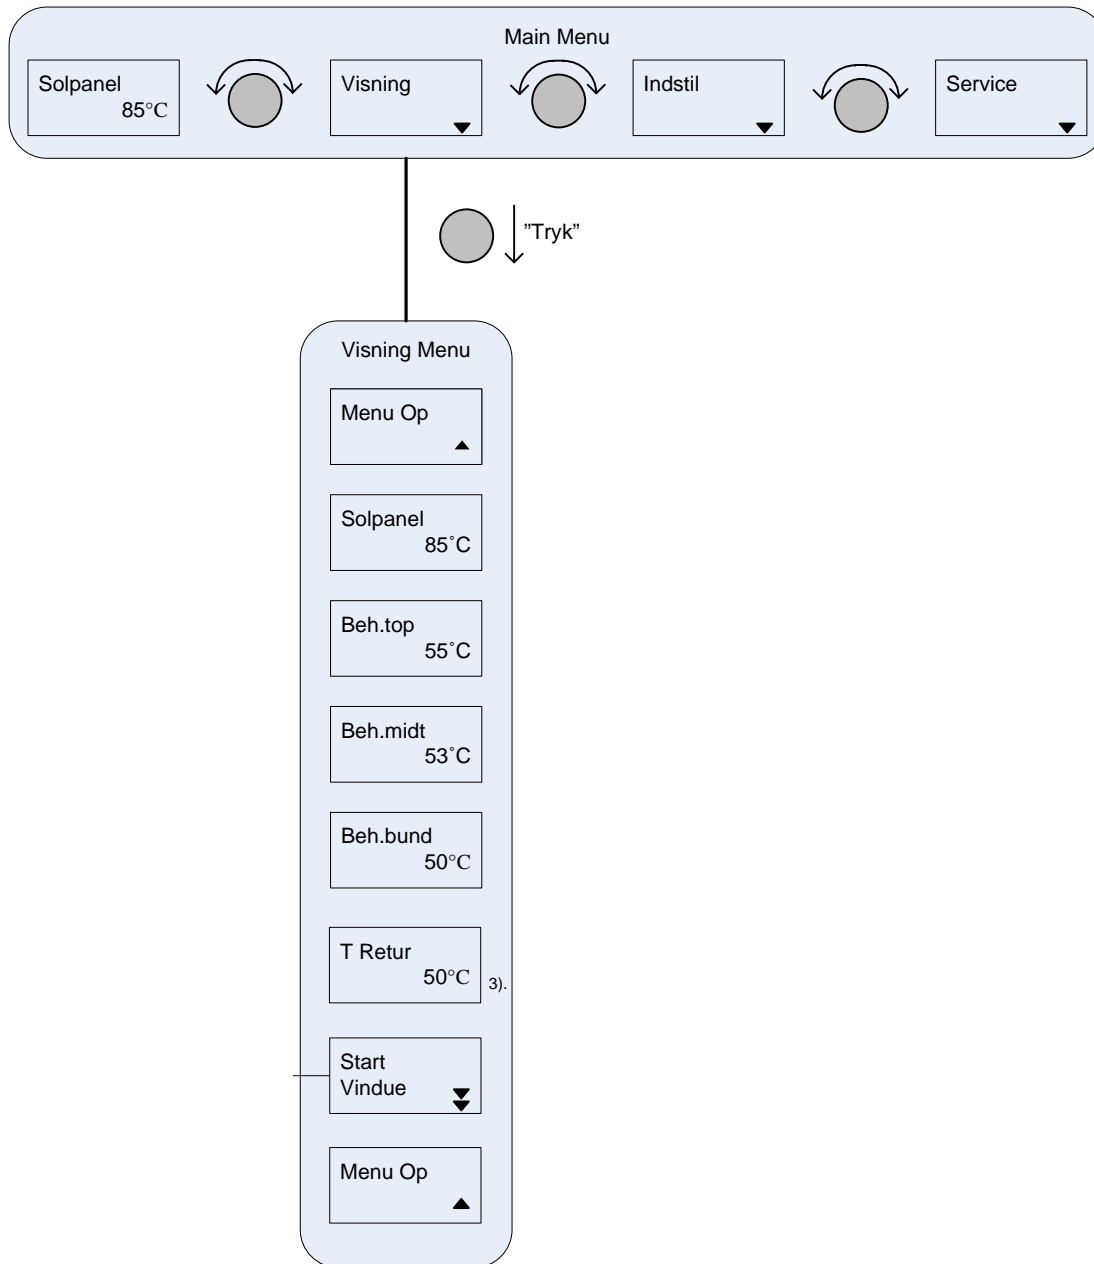 Main Menu
Solpanel
85°C
Visning
Indstil
Service
”Tryk”
Visning Menu
Menu Op
Solpanel
85˚C
Beh.top
55˚C
Beh.midt
53˚C
Beh.bund
50°C
T Retur
50°C
3).
Start
Vindue
Menu Op